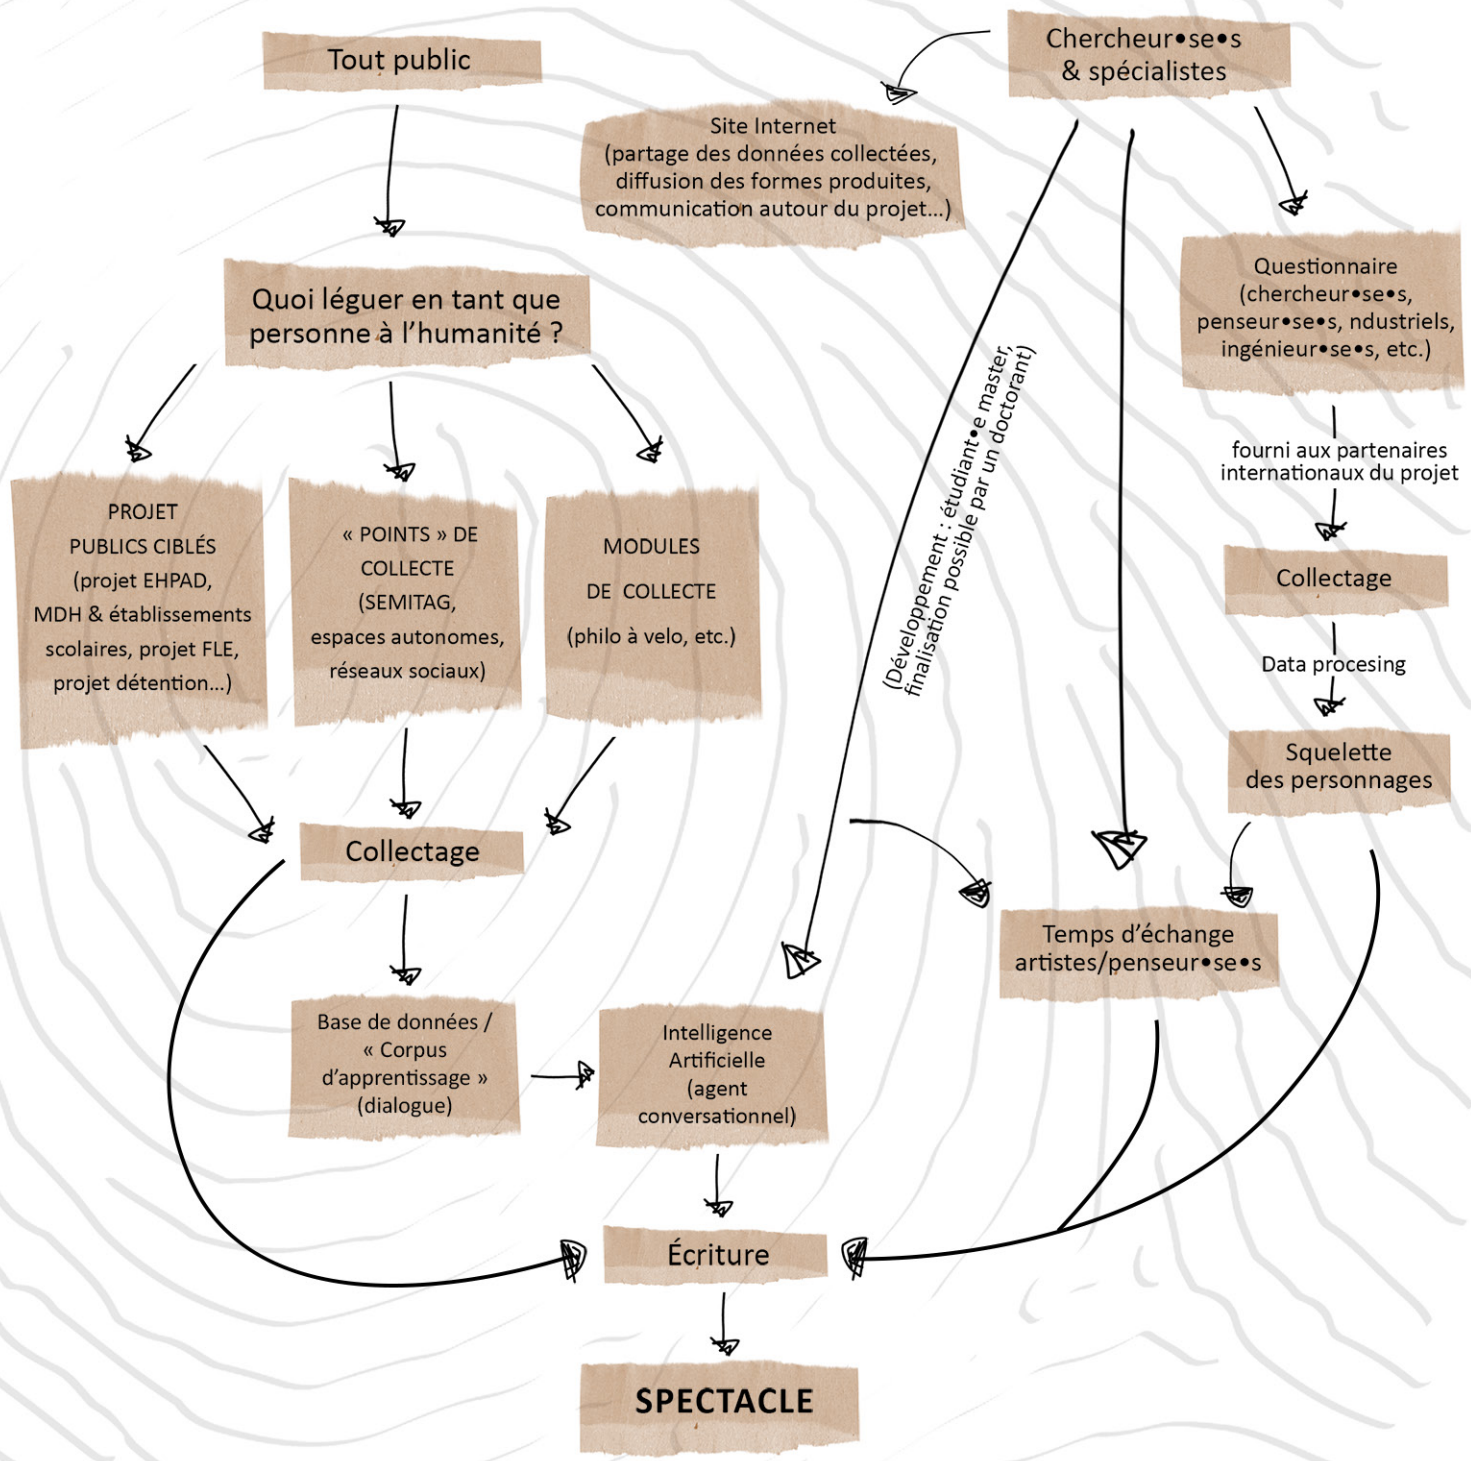 Tout public
Chercheur•se•s
& spécialistes
Site Internet
(partage des données collectées,
diffusion des formes produites,
communication autour du projet...)
Quoi léguer en tant que
personne à l’humanité ?
Questionnaire
(chercheur•se•s,
penseur•se•s, ndustriels,
ingénieur•se•s, etc.)
fourni aux partenaires
internationaux du projet
(Développement : étudiant•e master,
finalisation possible par un doctorant)
PROJET
PUBLICS CIBLÉS
(projet EHPAD,
MDH & établissements
scolaires, projet FLE,
projet détention...)
« POINTS » DE
COLLECTE
(SEMITAG,
espaces autonomes,
réseaux sociaux)
MODULES
DE COLLECTE
(philo à velo, etc.)
Collectage
Data procesing
Squelette
des personnages
Collectage
Temps d’échange
artistes/penseur•se•s
Base de données /
« Corpus
d’apprentissage »
(dialogue)
Intelligence
Artificielle
(agent
conversationnel)
Écriture
SPECTACLE